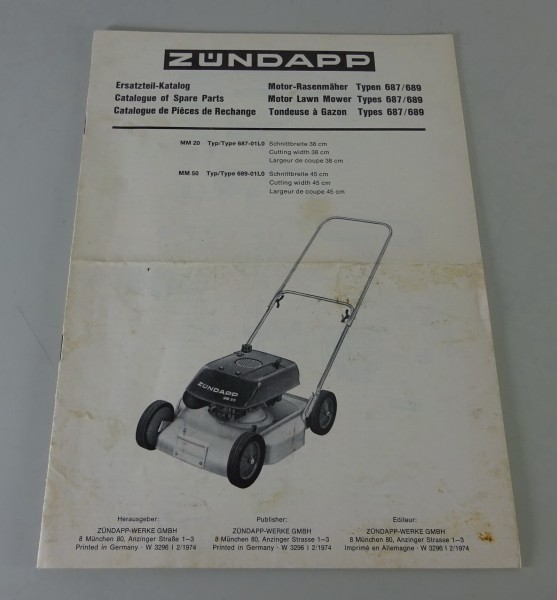 ZÜNDAPP
Ersatzteil-Katalog Motor-Rasenmäher Typen 687/689
Catalogue of Spare Parts Motor Lawn Mower Types 687/689
Catalogue de Pièces de Rechange Tondeuse à Gazon Types 687/689
MM 20 Typ/Type 687-01L0 Schnittbreite 38 cm
Cutting width 38 cm
Largeur de coupe 38 cm
MM 50 Typ/Type 689-01L0 Schnittbreite 45 cm
Cutting width 45 cm
Largeur de coupe 45 cm
ZÜNDAPP
Herausgeber: Publisher: Editeur:
ZÜNDAPP-WERKE GMBH ZÜNDAPP-WERKE GMBH ZÜNDAPP-WERKE GMBH
8 München 80, Anzinger Straße 1–3 8 München 80, Anzinger Strasse 1–3 8 München 80, Anzinger Strasse 1–3
Printed in Germany · W 3296 I 2/1974 Printed in Germany · W 3296 I 2/1974 Imprimé en Allemagne · W 3296 I 2/1974